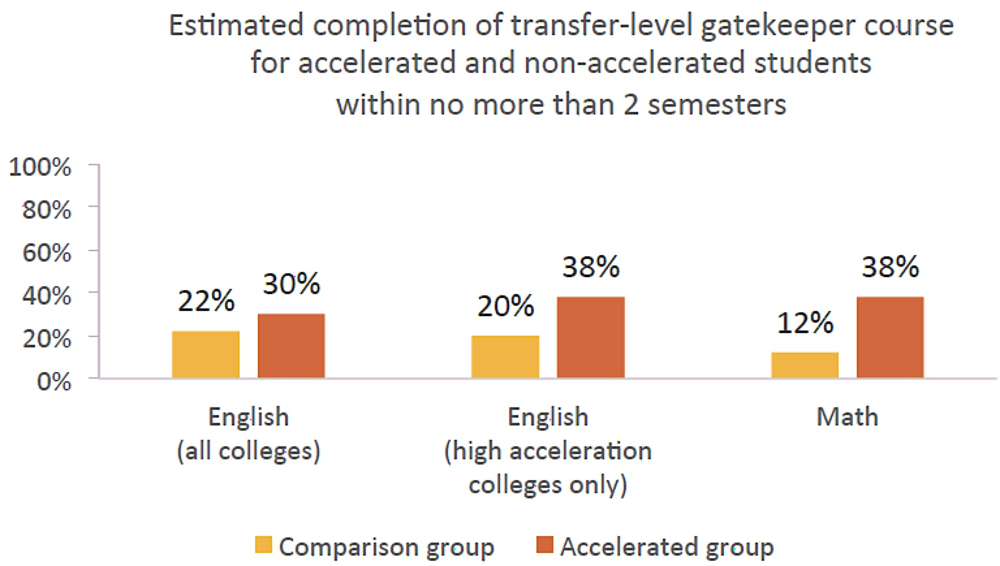 Estimated completion of transfer-level gatekeeper course
for accelerated and non-accelerated students
within no more than 2 semesters
100%
80%
60%
40%
20%
0%
22%
30%
20%
38%
12%
38%
English
(all colleges)
English
(high acceleration
colleges only)
Math
Comparison group
Accelerated group